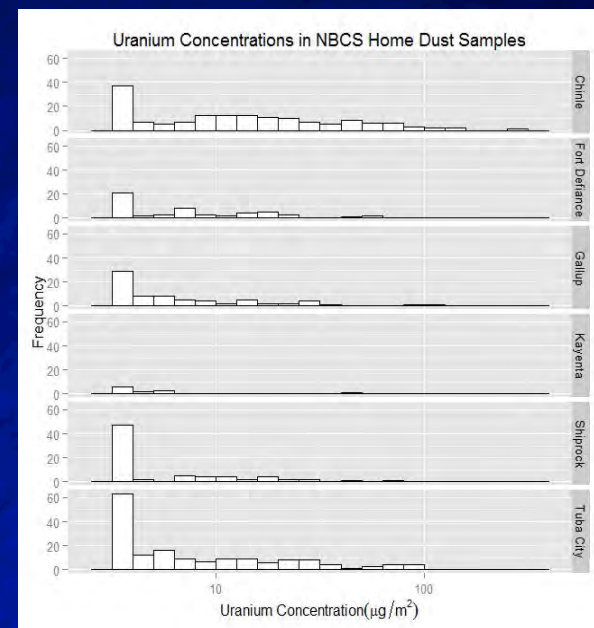 Uranium Concentrations in NBCS Home Dust Samples
60
40
20
0
Chinle
60
40
20
0
Fort Defiance
60
40
20
0
Gallup
Frequency
60
40
20
0
Kayenta
60
40
20
0
Shiprock
60
40
20
0
Tuba City
10 100
Uranium Concentration(μg/m²)